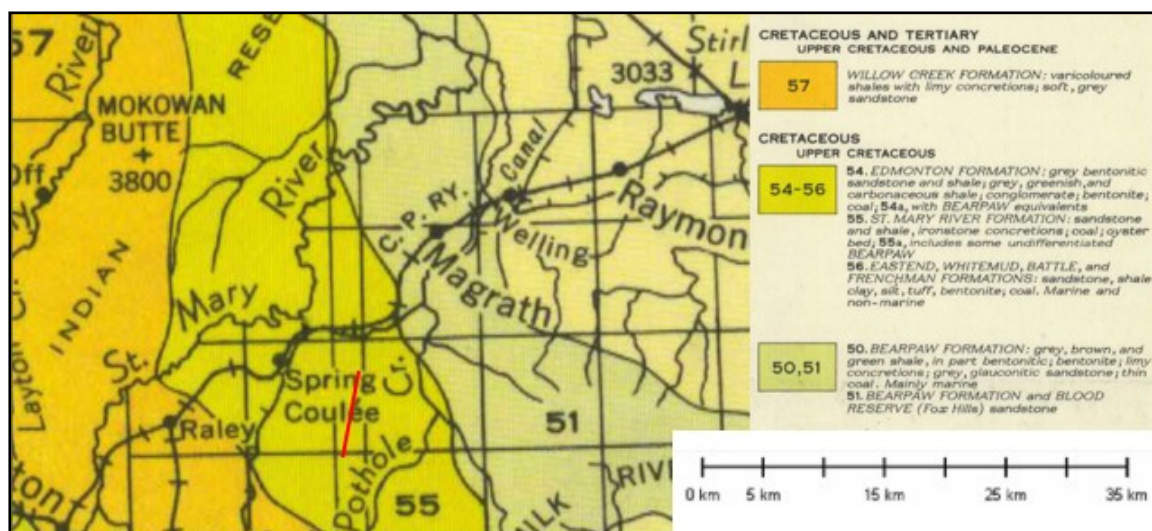 57
River
RESE
MOKOWAN
BUTTE
3800
INDIAN
Layton Cr.
St.
Mary
River
Raley
Spring
Coulee
Pothole
Cr.
55
51
C. P. RY.
Magrath
Welling
Canal
Raymon
Stirl
3033
L
MILK
RIVE
ton
CRETACEOUS AND TERTIARY
UPPER CRETACEOUS AND PALEOCENE
57
WILLOW CREEK FORMATION: varicoloured
shales with limy concretions; soft, grey
sandstone
CRETACEOUS
UPPER CRETACEOUS
54-56
54. EDMONTON FORMATION: grey bentonitic
sandstone and shale; grey, greenish, and
carbonaceous shale; conglomerate; bentonite;
coal; 54a, with BEARPAW equivalents
55. ST. MARY RIVER FORMATION: sandstone
and shale, ironstone concretions; coal; oyster
bed; 55a, includes some undifferentiated
BEARPAW
56. EASTEND, WHITEMUD, BATTLE, and
FRENCHMAN FORMATIONS: sandstone, shale
clay, silt, tuff, bentonite; coal. Marine and
non-marine
50,51
50. BEARPAW FORMATION: grey, brown, and
green shale, in part bentonitic; bentonite; limy
concretions; grey, glauconitic sandstone; thin
coal. Mainly marine
51. BEARPAW FORMATION and BLOOD
RESERVE (Fox Hills) sandstone
0 km 5 km 15 km 25 km 35 km